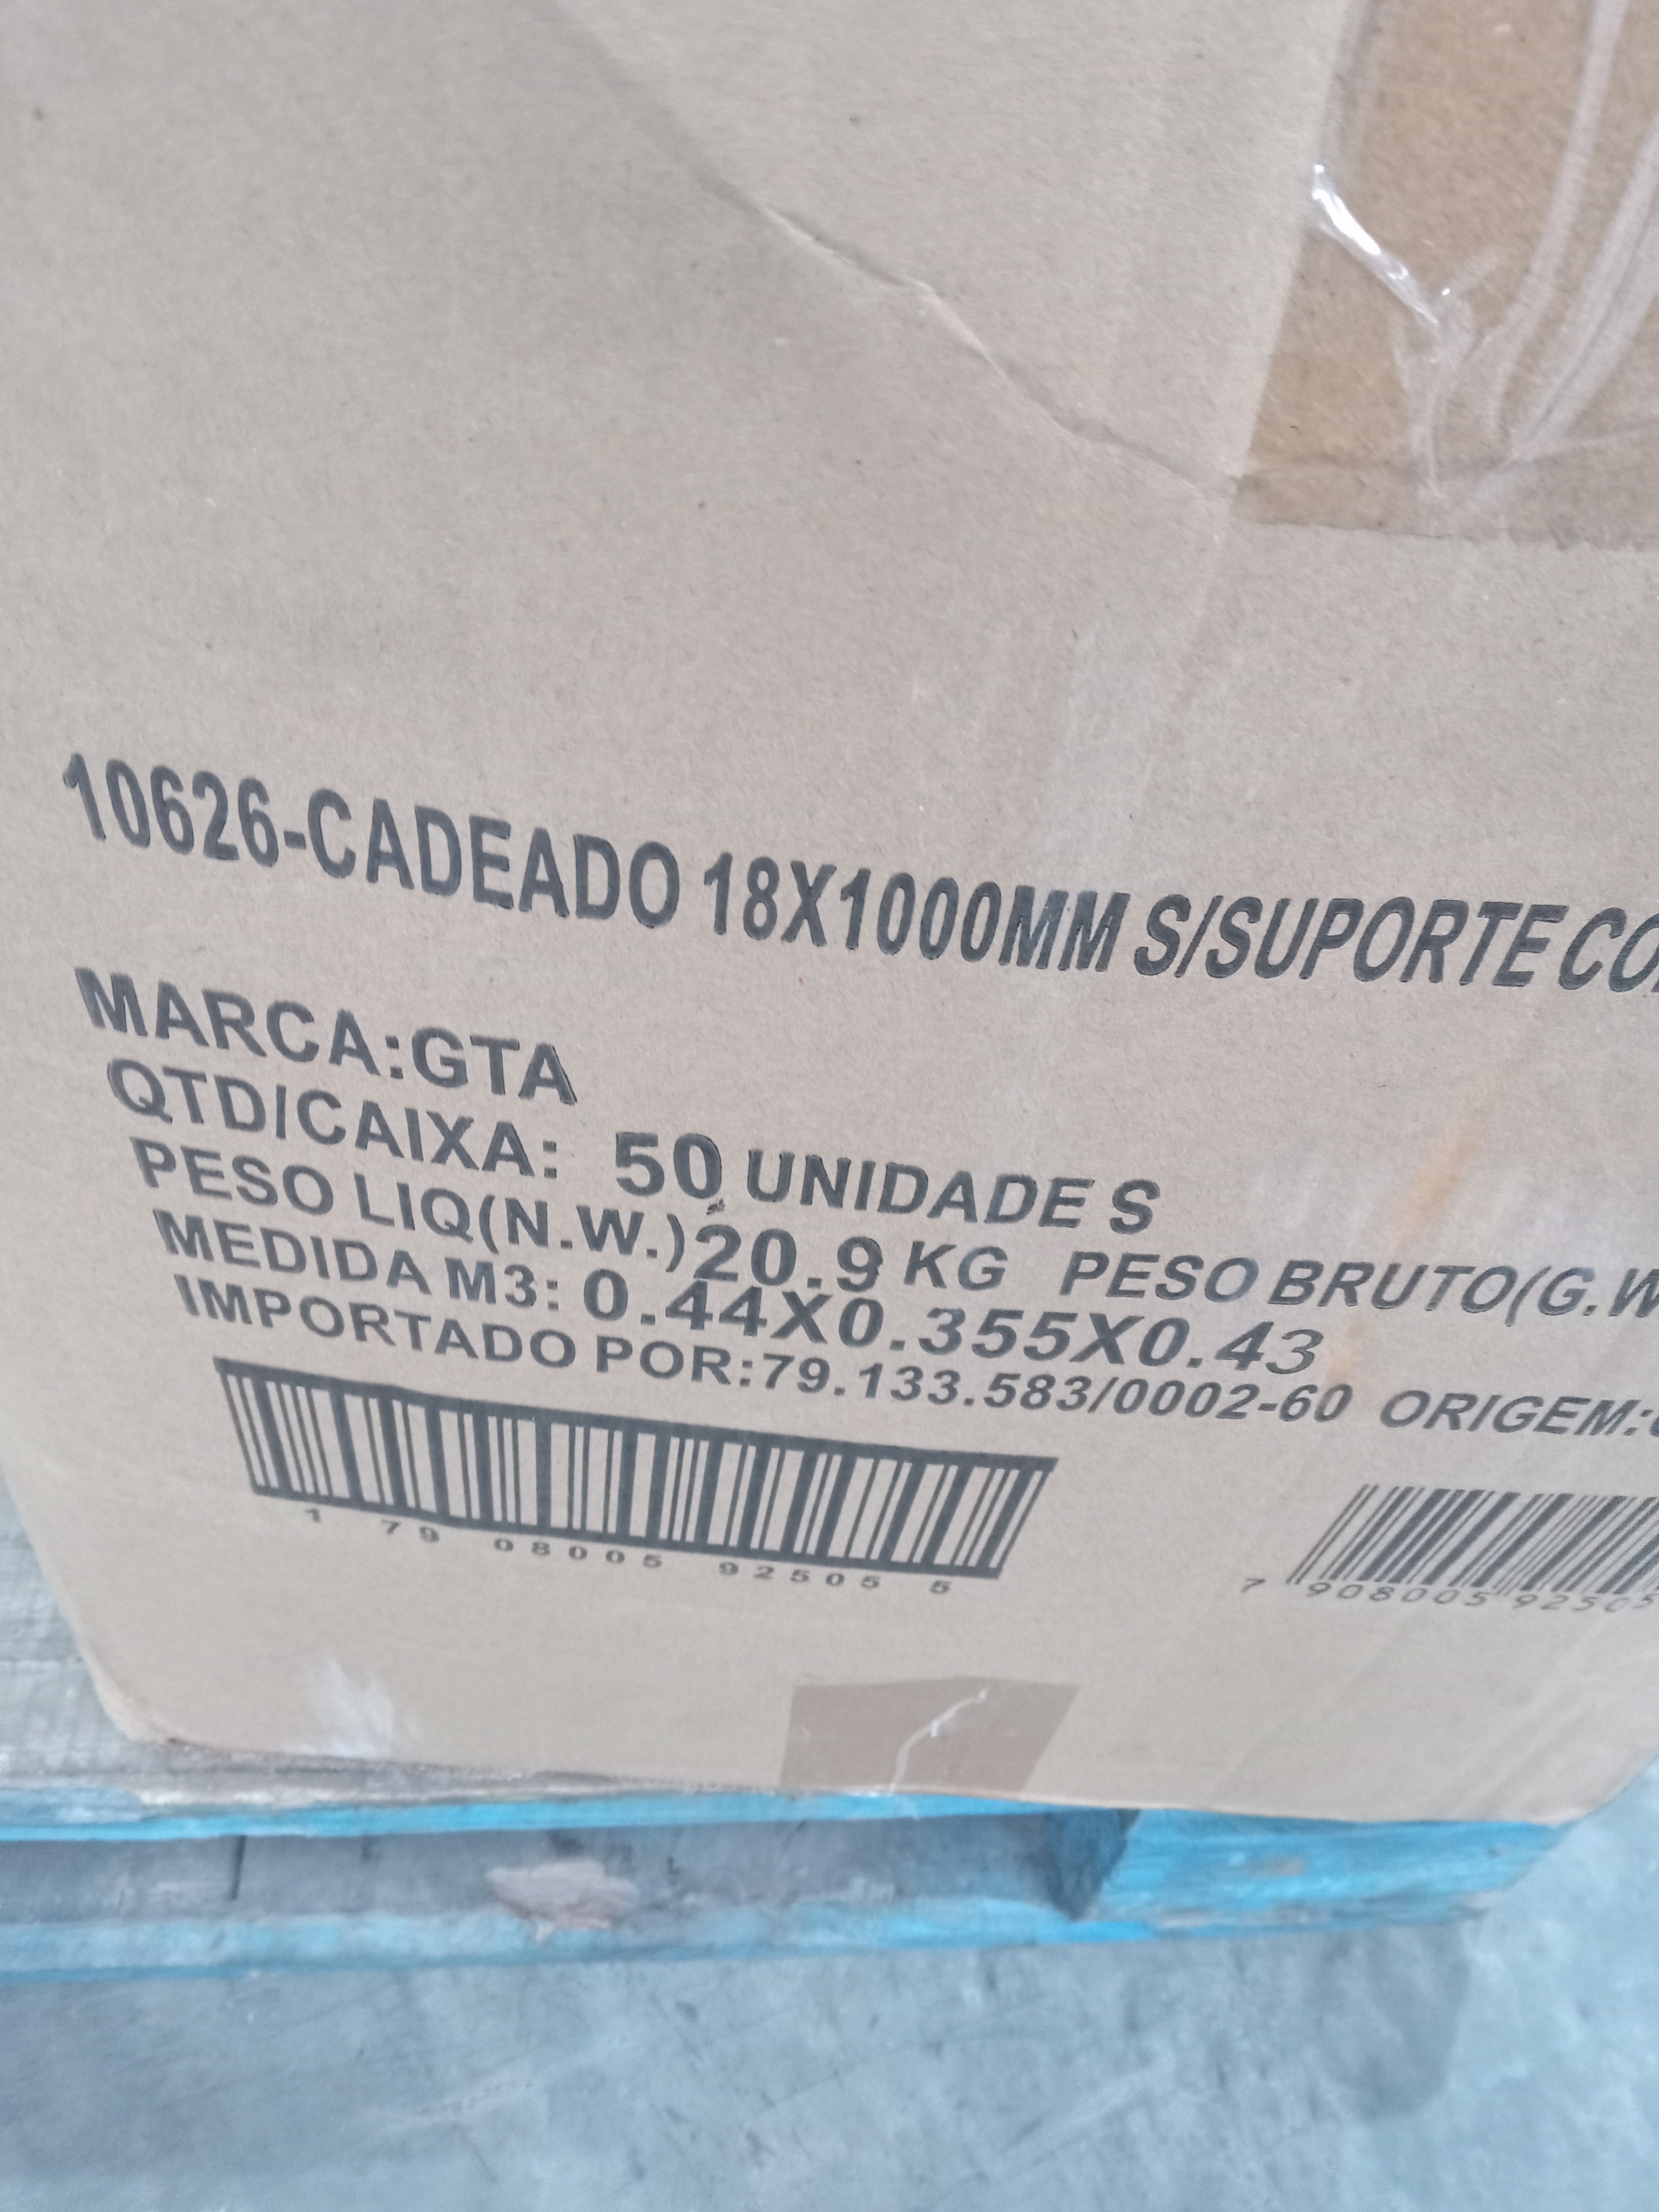 10626-CADEADO 18X1000MM S/SUPORTE
MARCA:GTA
QTD/CAIXA: 50 UNIDADE S
PESO LIQ(N.W.)20.9 KG PESO BRUTO(G.W
MEDIDA M3: 0.44X0.355X0.43
IMPORTADO POR:79.133.583/0002-60 ORIGEM:
1 79 08005 92505 5
7 908005 92505